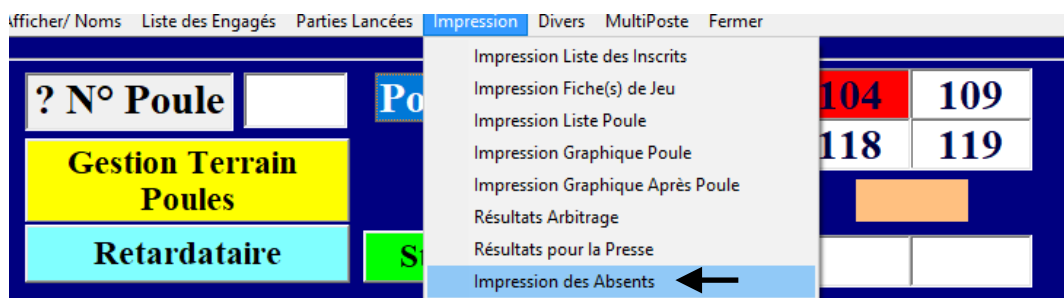 Afficher/ Noms Liste des Engagés Parties Lancées Impression Divers MultiPoste Fermer
Impression Liste des Inscrits
Impression Fiche(s) de Jeu
Impression Liste Poule
Impression Graphique Poule
Impression Graphique Après Poule
Résultats Arbitrage
Résultats pour la Presse
Impression des Absents
? N° Poule
Gestion Terrain
Poules
Retardataire
104 109
118 119